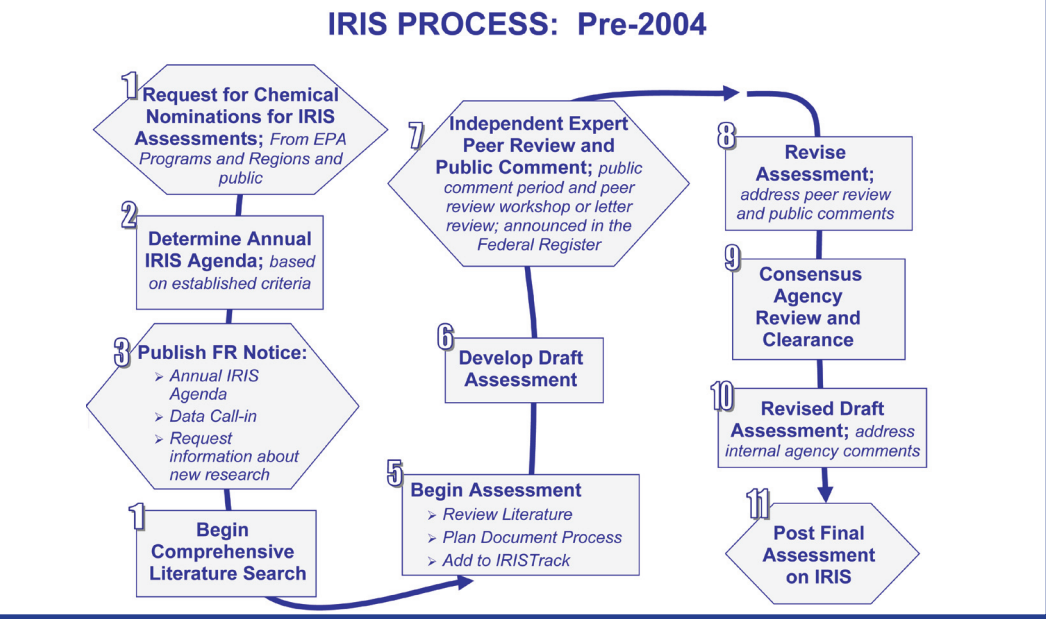 IRIS PROCESS:  Pre-2004
1
Request for Chemical
Nominations for IRIS
Assessments; From EPA
Programs and Regions and
public
2
Determine Annual
IRIS Agenda; based
on established criteria
3
Publish FR Notice:
➢ Annual IRIS
Agenda
➢ Data Call-in
➢ Request
information about
new research
1
Begin
Comprehensive
Literature Search
5
Begin Assessment
➢ Review Literature
➢ Plan Document Process
➢ Add to IRISTrack
6
Develop Draft
Assessment
7
Independent Expert
Peer Review and
Public Comment; public
comment period and peer
review workshop or letter
review; announced in the
Federal Register
8
Revise
Assessment;
address peer review
and public comments
9
Consensus
Agency
Review and
Clearance
10
Revised Draft
Assessment; address
internal agency comments
11
Post Final
Assessment
on IRIS